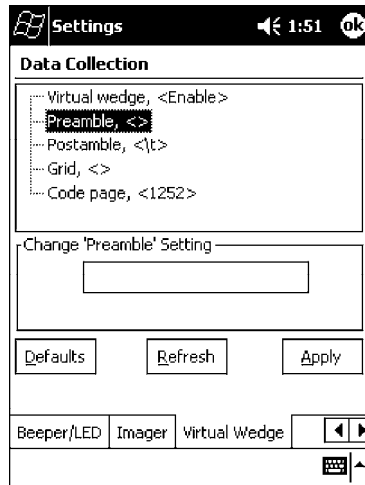 Settings 1:51 ok
Data Collection
Virtual wedge, <Enable>
Preamble, <>
Postamble, <\t>
Grid, <>
Code page, <1252>
Change 'Preamble' Setting
Defaults Refresh Apply
Beeper/LED Imager Virtual Wedge